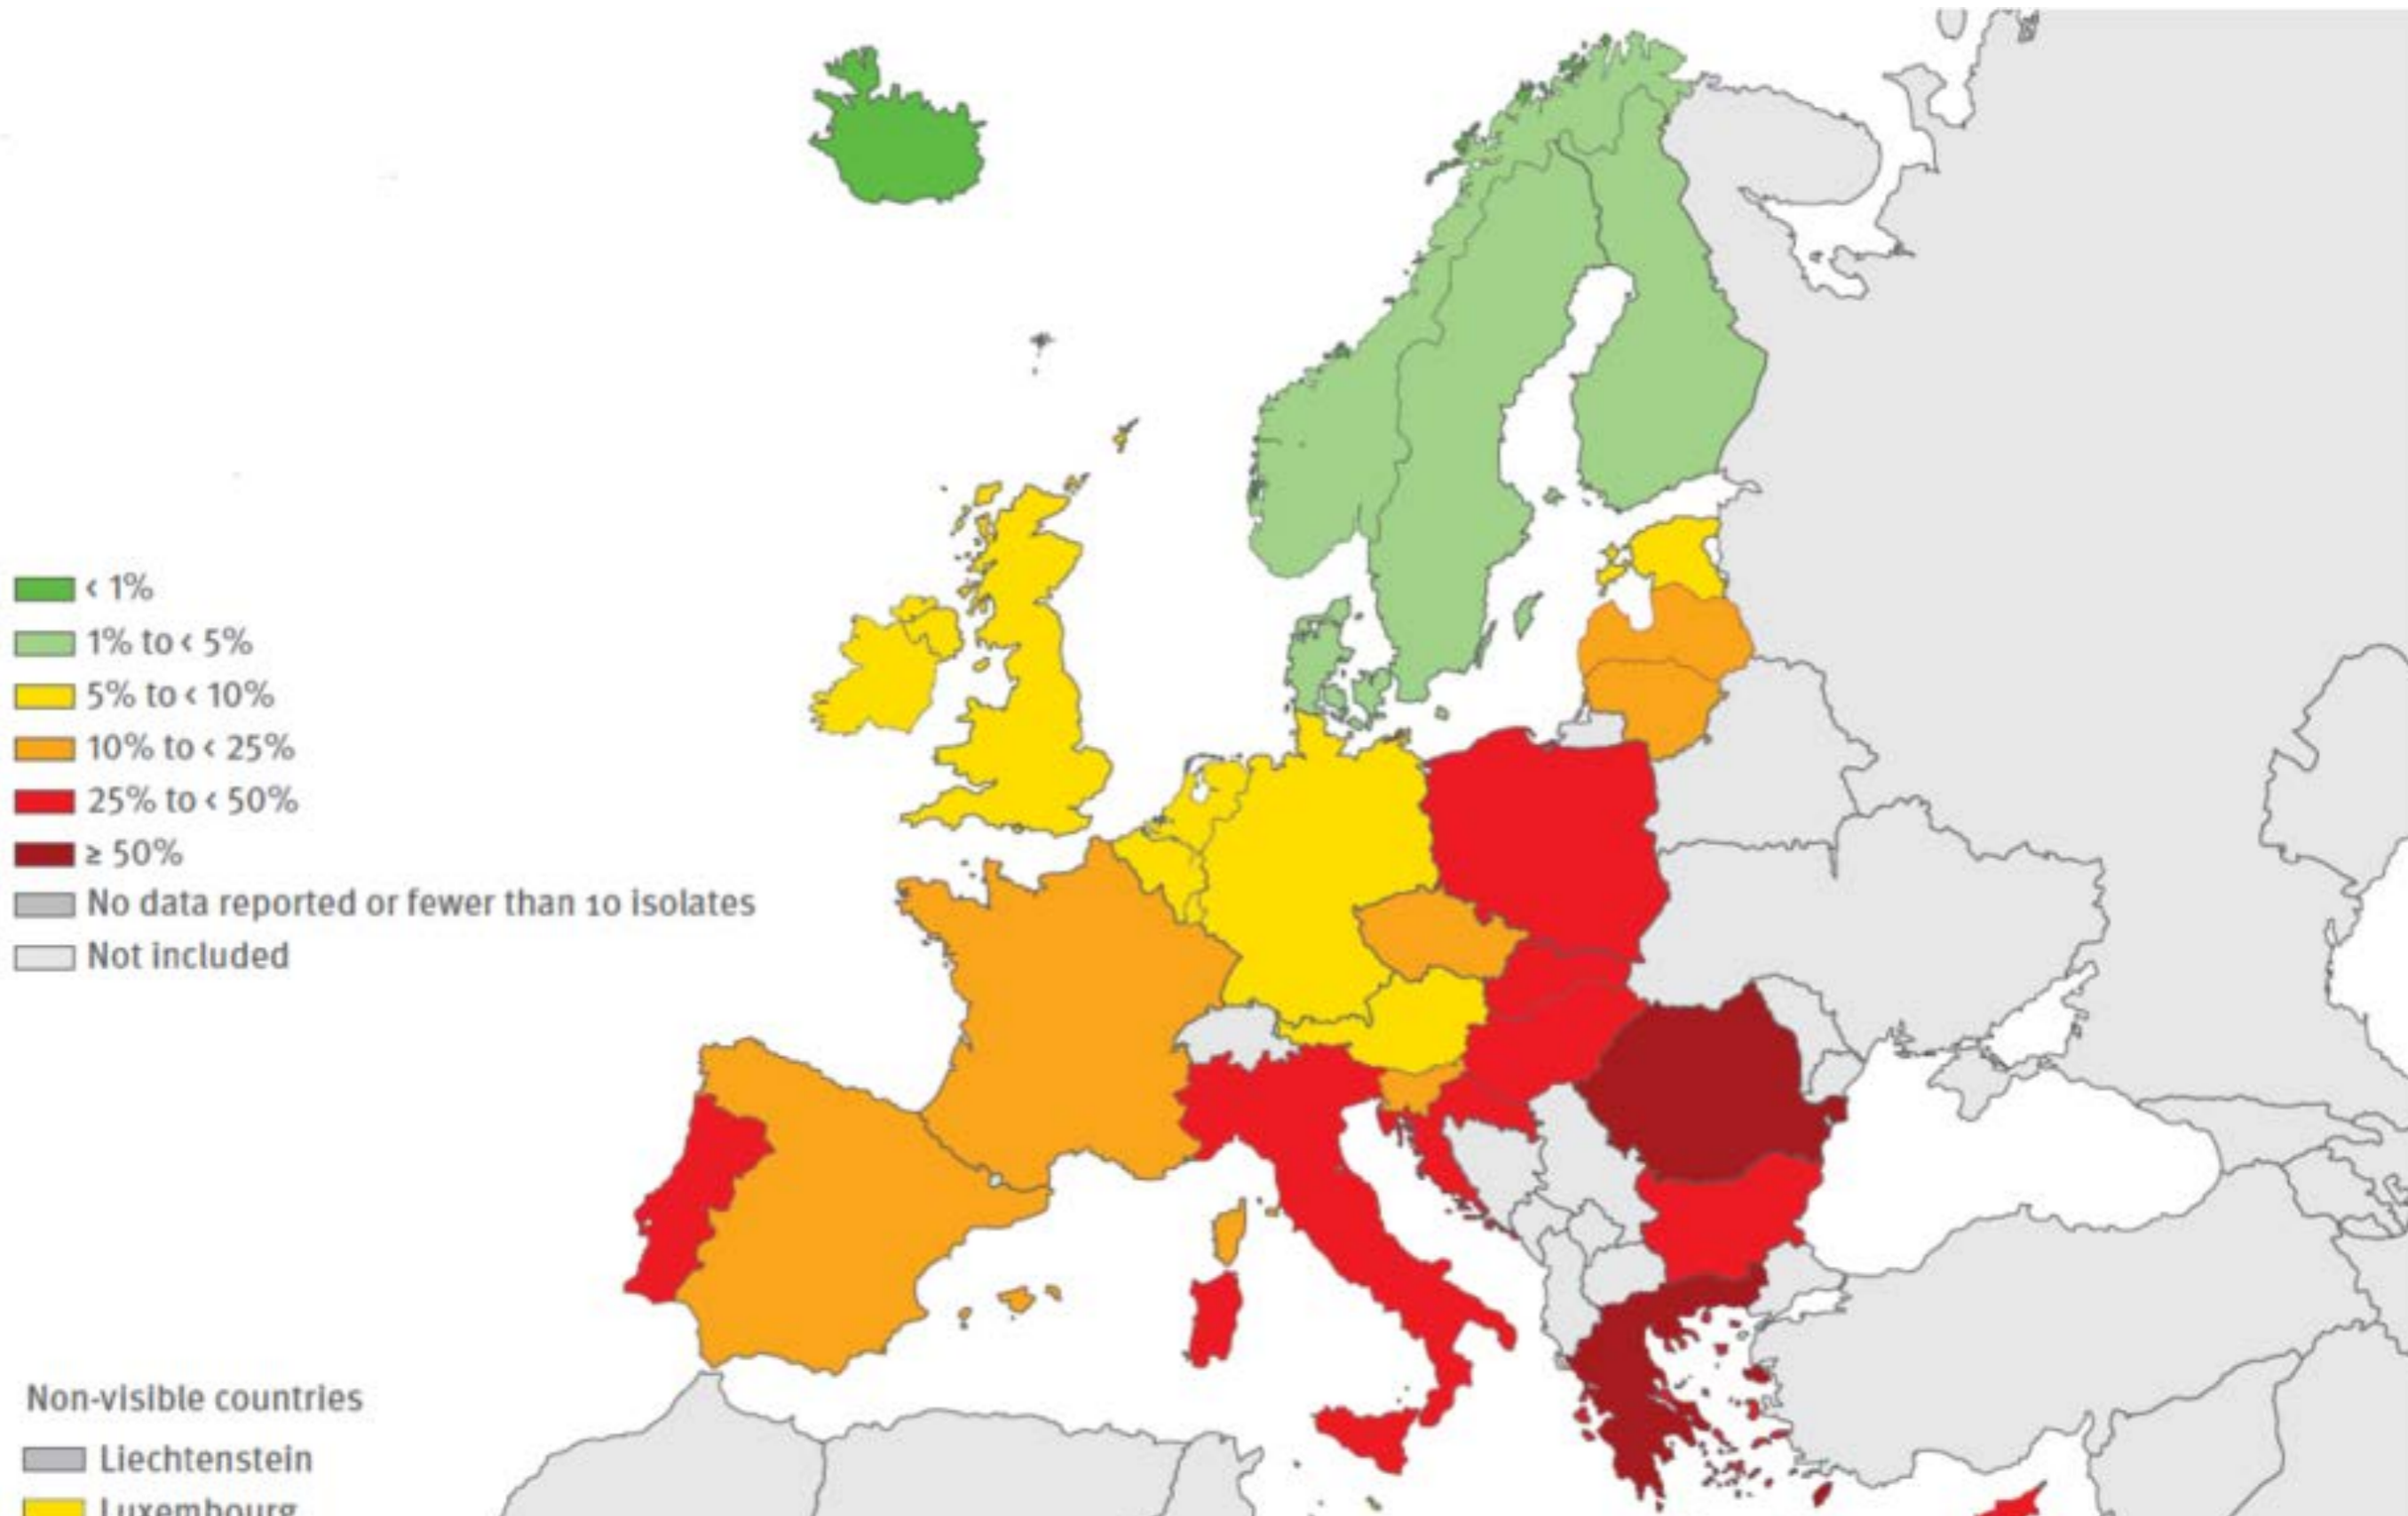 < 1%
1% to < 5%
5% to < 10%
10% to < 25%
25% to < 50%
≥ 50%
No data reported or fewer than 10 isolates
Not included
Non-visible countries
Liechtenstein
Luxembourg